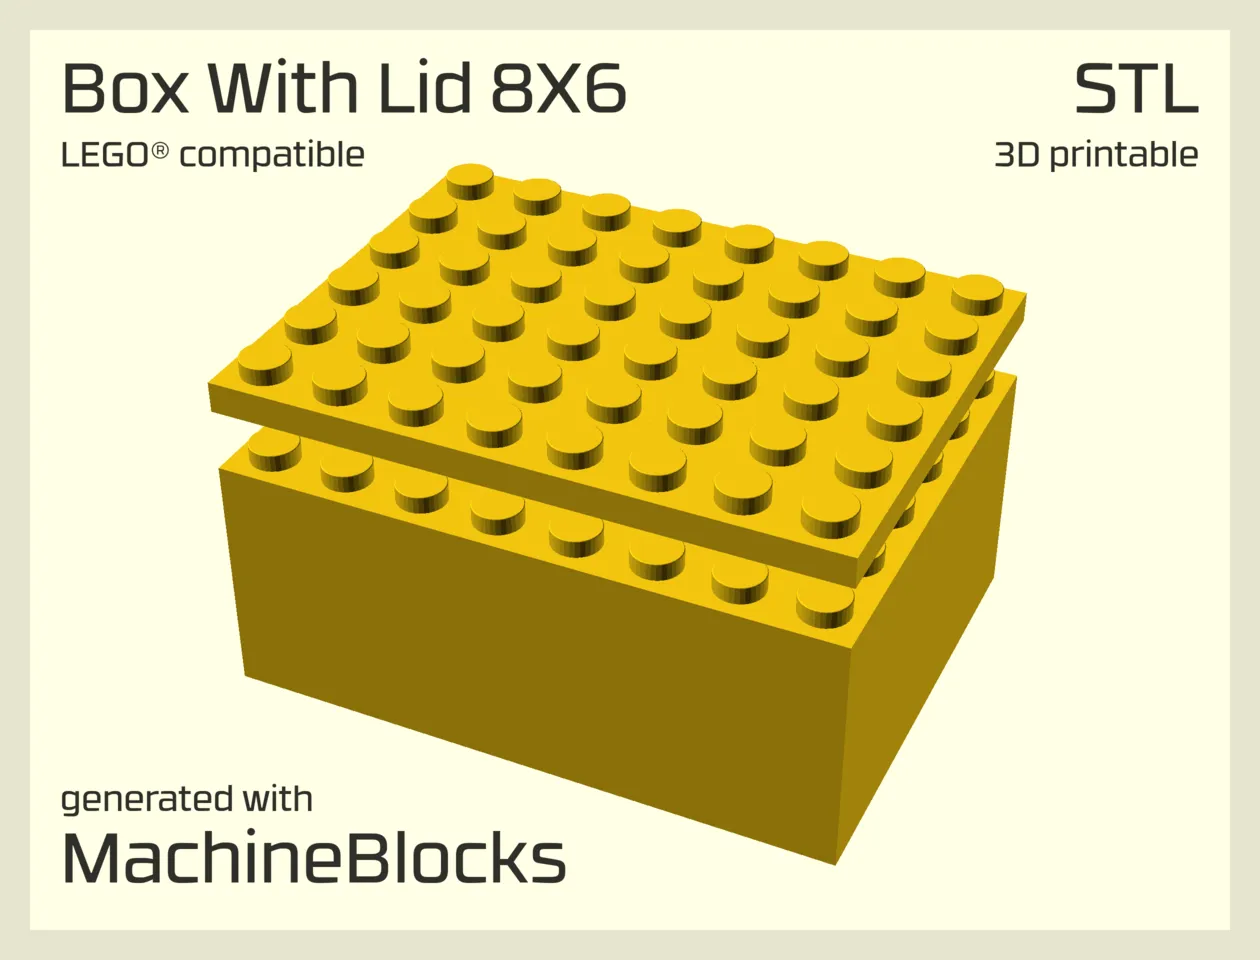 Box With Lid 8X6
STL
LEGO® compatible
3D printable
generated with
MachineBlocks